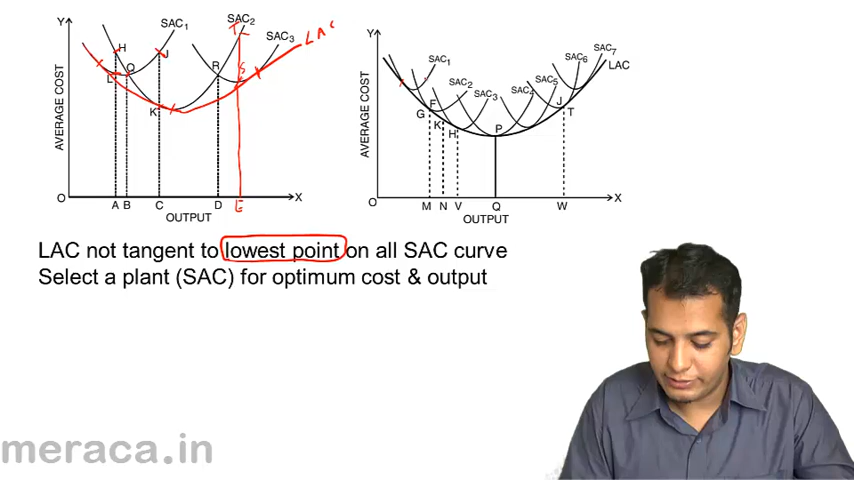 Y
SAC1
SAC2
SAC3
LAC
T
H
J
Q
R
S
L
K
AVERAGE COST
O
A B C D E
X
OUTPUT
Y
SAC1
SAC2
SAC3
SAC4
SAC5
SAC6
SAC7
LAC
F
G
K
H
P
J
T
AVERAGE COST
O
M N V Q W
X
OUTPUT
LAC not tangent to lowest point on all SAC curve
Select a plant (SAC) for optimum cost & output
meraca.in